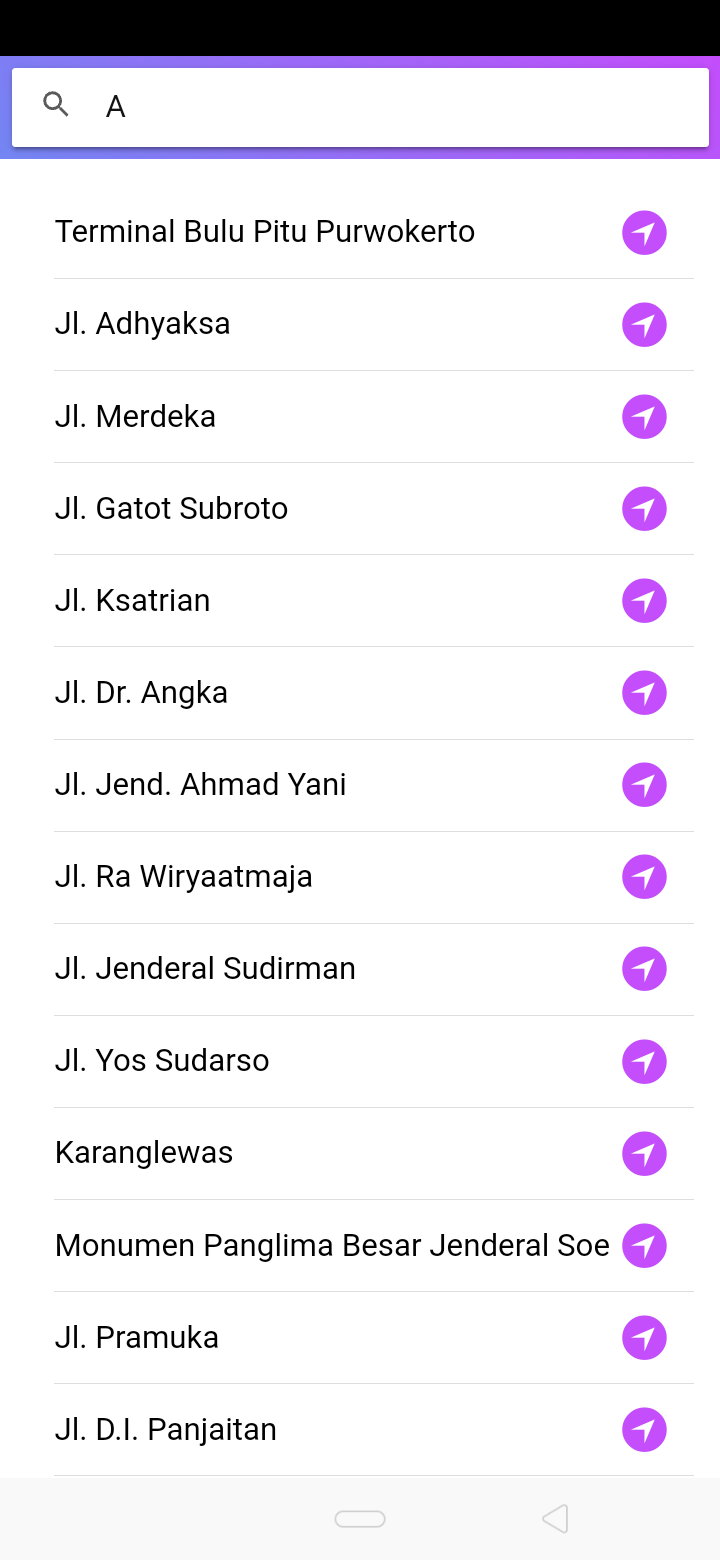 A
Terminal Bulu Pitu Purwokerto
Jl. Adhyaksa
Jl. Merdeka
Jl. Gatot Subroto
Jl. Ksatrian
Jl. Dr. Angka
Jl. Jend. Ahmad Yani
Jl. Ra Wiryaatmaja
Jl. Jenderal Sudirman
Jl. Yos Sudarso
Karanglewas
Monumen Panglima Besar Jenderal Soe
Jl. Pramuka
Jl. D.I. Panjaitan